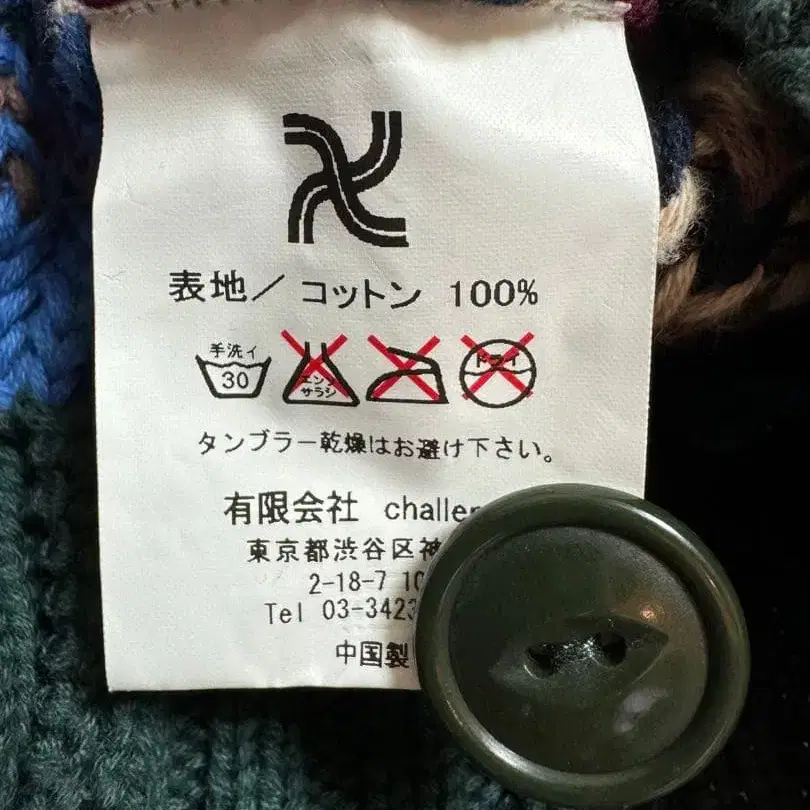 表地／コットン 100%
手洗イ
30
エンソ
サラシ
ドライ
タンブラー乾燥はお避け下さい。
有限会社 challe
東京都渋谷区神
2-18-7 10
Tel 03-3423
中国製